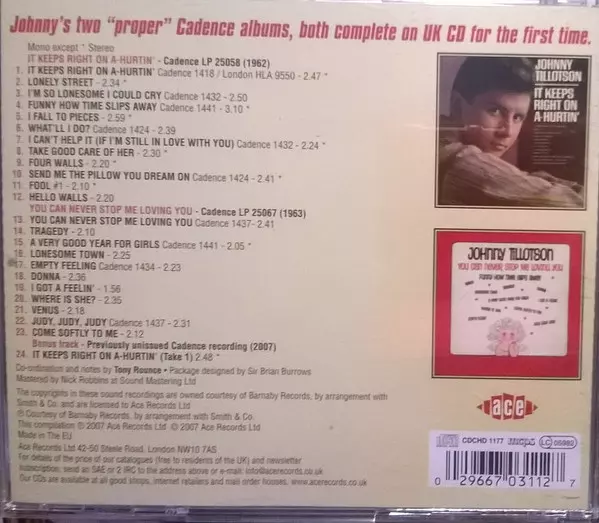 Johnny's two "proper" Cadence albums, both complete on UK CD for the first time.
Mono except * Stereo
IT KEEPS RIGHT ON A-HURTIN' - Cadence LP 25058 (1962)
1. IT KEEPS RIGHT ON A-HURTIN' Cadence 1418 / London HLA 9550 - 2.47 *
2. LONELY STREET - 2.34 *
3. I'M SO LONESOME I COULD CRY Cadence 1432 - 2.50
4. FUNNY HOW TIME SLIPS AWAY Cadence 1441 - 3.10 *
5. I FALL TO PIECES - 2.59 *
6. WHAT'LL I DO? Cadence 1424 - 2.39
7. I CAN'T HELP IT (IF I'M STILL IN LOVE WITH YOU) Cadence 1432 - 2.24 *
8. TAKE GOOD CARE OF HER - 2.30 *
9. FOUR WALLS - 2.20 *
10. SEND ME THE PILLOW YOU DREAM ON Cadence 1424 - 2.41 *
11. FOOL #1 - 2.10 *
12. HELLO WALLS - 2.20
YOU CAN NEVER STOP ME LOVING YOU - Cadence LP 25067 (1963)
13. YOU CAN NEVER STOP ME LOVING YOU Cadence 1437 - 2.41
14. TRAGEDY - 2.10
15. A VERY GOOD YEAR FOR GIRLS Cadence 1441 - 2.05 *
16. LONESOME TOWN - 2.25
17. EMPTY FEELING Cadence 1434 - 2.23
18. DONNA - 2.36
19. I GOT A FEELIN' - 1.56
20. WHERE IS SHE? - 2.35
21. VENUS - 2.18
22. JUDY, JUDY, JUDY Cadence 1437 - 2.31
23. COME SOFTLY TO ME - 2.12
Bonus track - Previously unissued Cadence recording (2007)
24. IT KEEPS RIGHT ON A-HURTIN' (Take 1) 2.48 *
Co-ordination and notes by Tony Rounce • Package designed by Sir Brian Burrows
Mastered by Nick Robbins at Sound Mastering Ltd
The copyrights in these sound recordings are owned courtesy of Barnaby Records, by arrangement with
Smith & Co. and are licensed to Ace Records Ltd
℗ Courtesy of Barnaby Records, by arrangement with Smith & Co.
This compilation ℗ 2007 Ace Records Ltd © 2007 Ace Records Ltd
Made in The EU
Ace Records Ltd 42-50 Steele Road, London NW10 7AS
For details of the price of our catalogues (free to residents of the UK) and newsletter
subscription, send an SAE or 2 IRC to the address above or e-mail: info@acerecords.co.uk
Our CDs are available at all good shops, internet retailers and mail order houses. www.acerecords.co.uk
JOHNNY
TILLOTSON
IT KEEPS
RIGHT ON
A-HURTIN'
JOHNNY TILLOTSON
YOU CAN NEVER STOP ME LOVING YOU
FUNNY HOW TIME SLIPS AWAY
ace
CDCHD 1177 mcps LC 05982
0 29667 03112 7